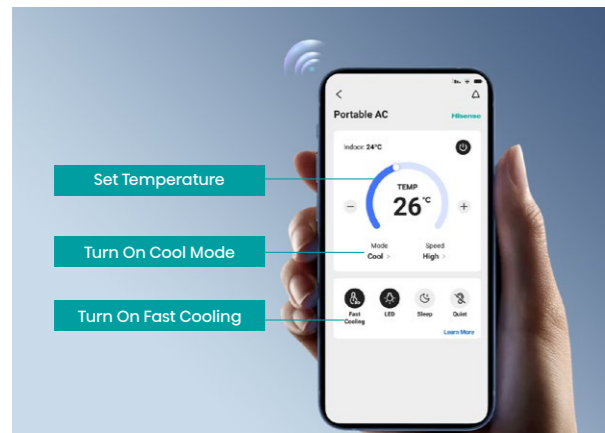 Portable AC
Hisense
Indoor: 24°C
Set Temperature
TEMP
26°C
Turn On Cool Mode
Mode
Speed
Cool >
High >
Turn On Fast Cooling
Fast Cooling
LED
Sleep
Quiet
Learn More